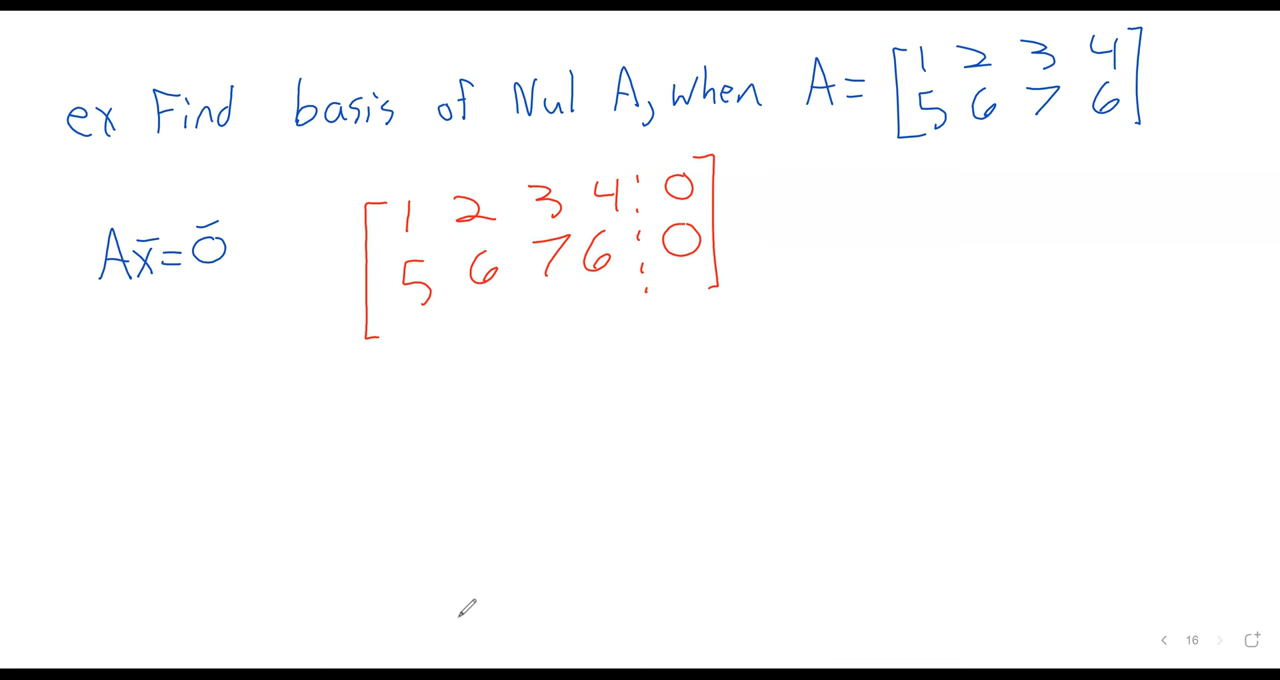 ex Find basis of Nul A, when A = [1 2 3 4
5 6 7 6]
Ax̄ = 0̄
[1 2 3 4 ⋮ 0
5 6 7 6 ⋮ 0]
16